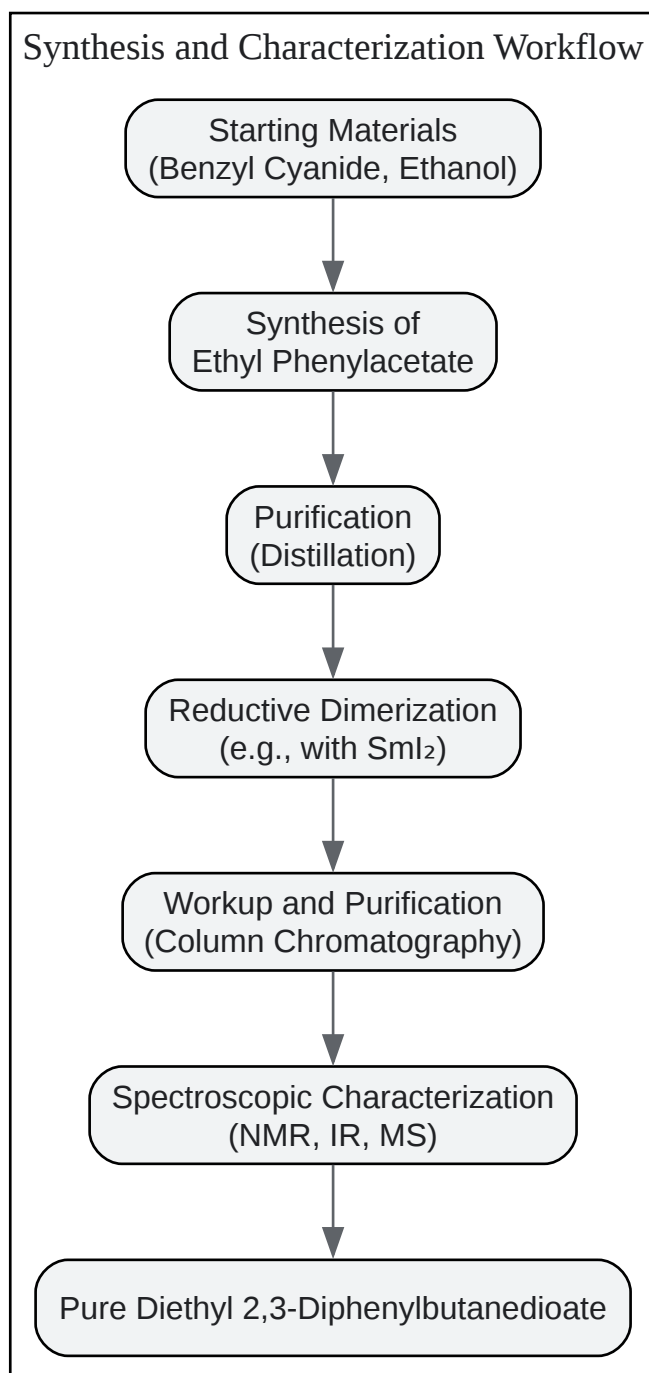 Synthesis and Characterization Workflow
Starting Materials
(Benzyl Cyanide, Ethanol)
Synthesis of
Ethyl Phenylacetate
Purification
(Distillation)
Reductive Dimerization
(e.g., with SmI₂)
Workup and Purification
(Column Chromatography)
Spectroscopic Characterization
(NMR, IR, MS)
Pure Diethyl 2,3-Diphenylbutanedioate